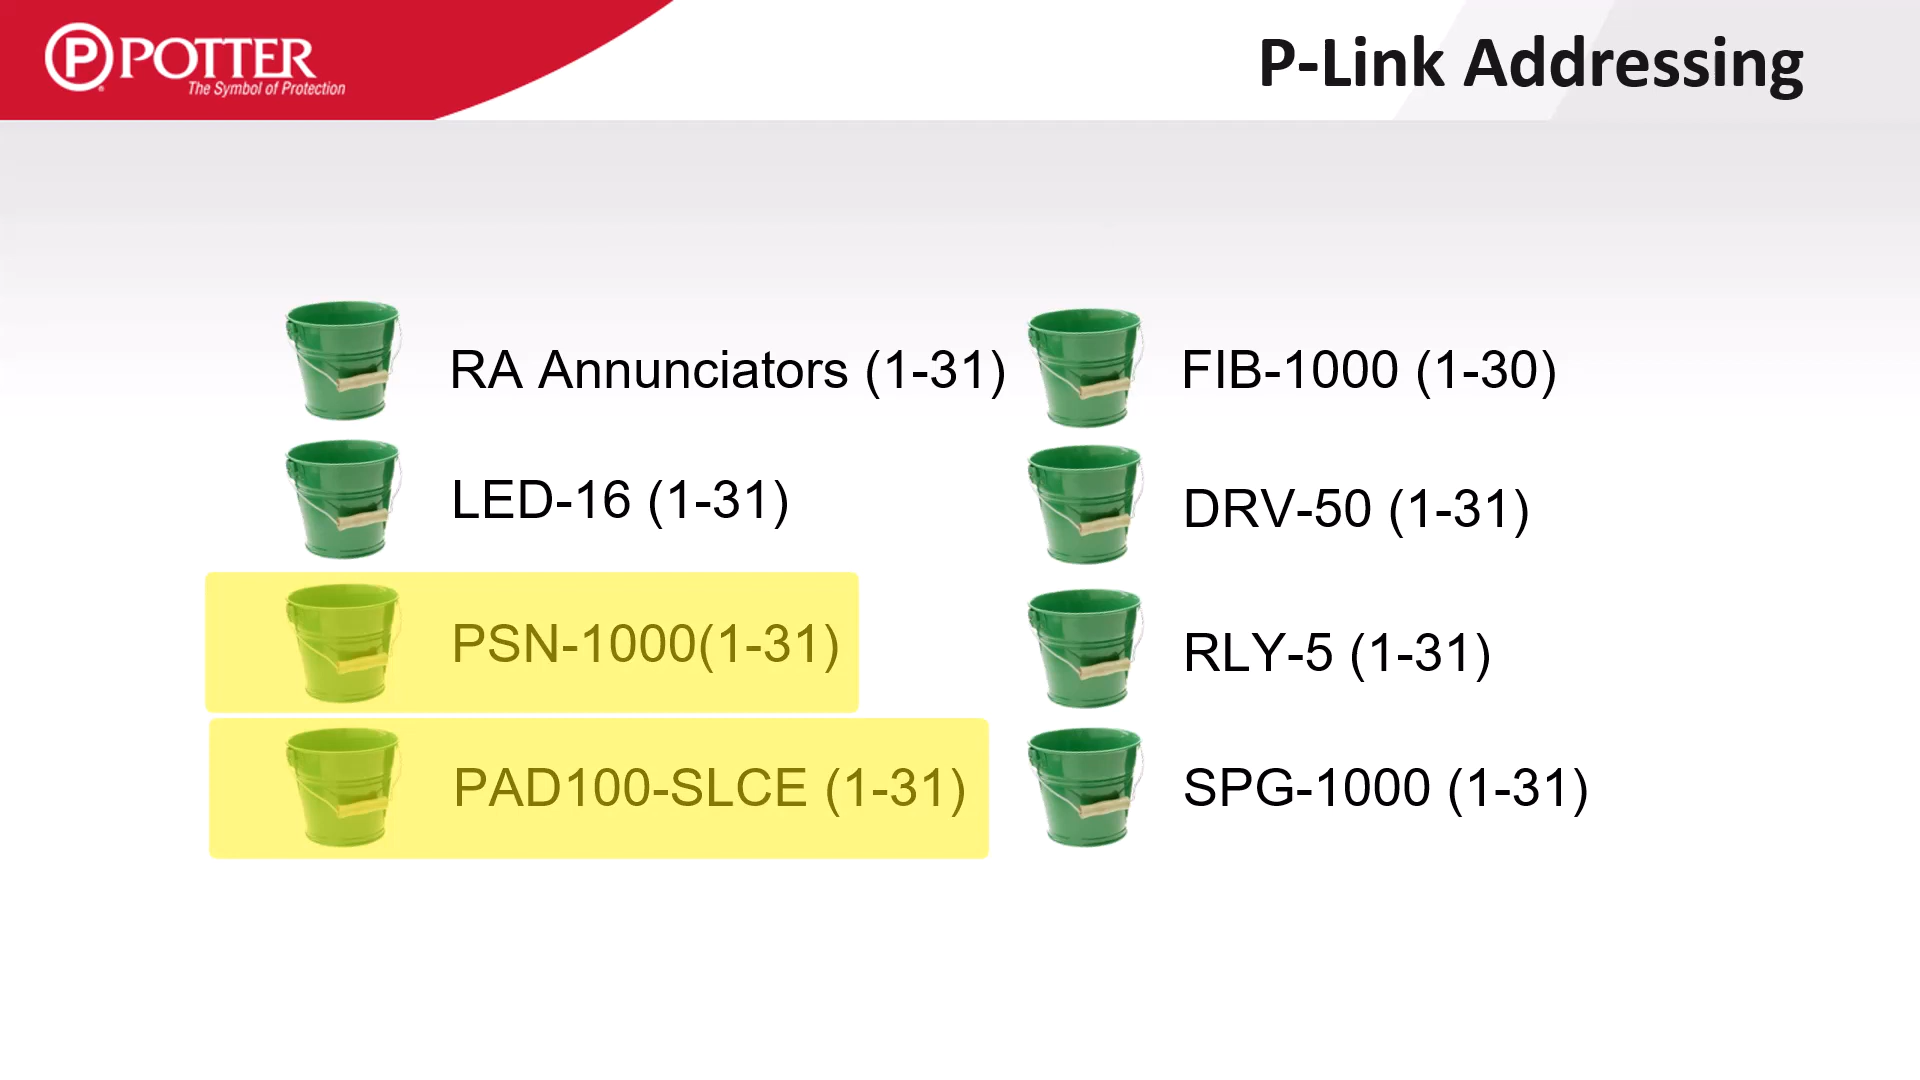 P POTTER
The Symbol of Protection
P-Link Addressing
RA Annunciators (1-31)
LED-16 (1-31)
PSN-1000(1-31)
PAD100-SLCE (1-31)
FIB-1000 (1-30)
DRV-50 (1-31)
RLY-5 (1-31)
SPG-1000 (1-31)